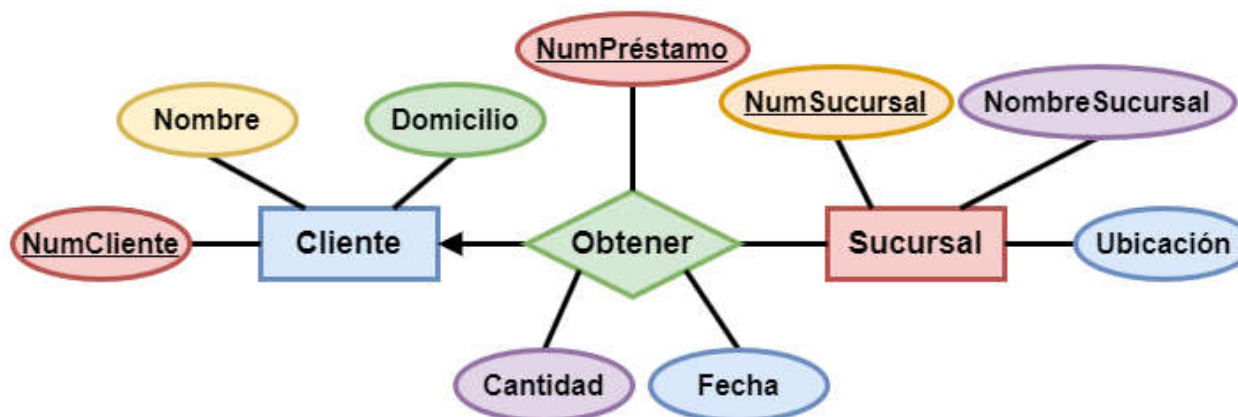 NumPréstamo
Nombre
Domicilio
NumSucursal
NombreSucursal
NumCliente
Cliente
Obtener
Sucursal
Ubicación
Cantidad
Fecha